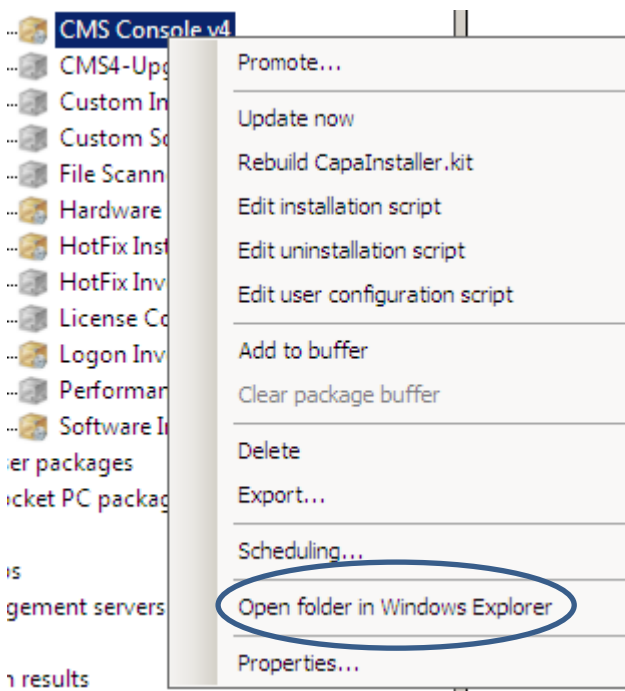 CMS Console v4
CMS4-Upg
Custom In
Custom Sc
File Scann
Hardware
HotFix Inst
HotFix Inv
License Co
Logon Inv
Performan
Software I
ser packages
ocket PC packag
ps
gement servers
n results
Promote...
Update now
Rebuild CapaInstaller.kit
Edit installation script
Edit uninstallation script
Edit user configuration script
Add to buffer
Clear package buffer
Delete
Export...
Scheduling...
Open folder in Windows Explorer
Properties...